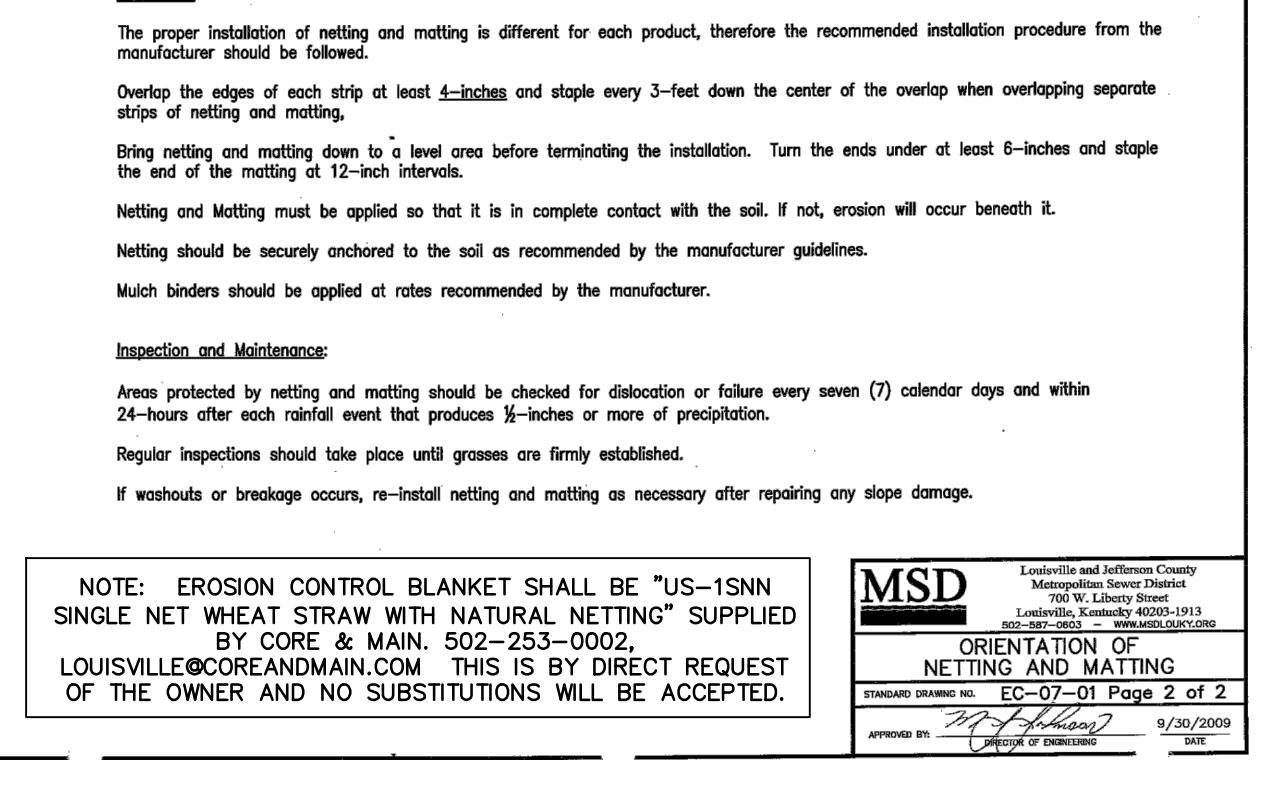 The proper installation of netting and matting is different for each product, therefore the recommended installation procedure from the
manufacturer should be followed.
Overlap the edges of each strip at least 4-inches and staple every 3-feet down the center of the overlap when overlapping separate
strips of netting and matting,
Bring netting and matting down to a level area before terminating the installation. Turn the ends under at least 6-inches and staple
the end of the matting at 12-inch intervals.
Netting and Matting must be applied so that it is in complete contact with the soil. If not, erosion will occur beneath it.
Netting should be securely anchored to the soil as recommended by the manufacturer guidelines.
Mulch binders should be applied at rates recommended by the manufacturer.
Inspection and Maintenance:
Areas protected by netting and matting should be checked for dislocation or failure every seven (7) calendar days and within
24-hours after each rainfall event that produces ½-inches or more of precipitation.
Regular inspections should take place until grasses are firmly established.
If washouts or breakage occurs, re-install netting and matting as necessary after repairing any slope damage.
NOTE: EROSION CONTROL BLANKET SHALL BE "US-1SNN
SINGLE NET WHEAT STRAW WITH NATURAL NETTING" SUPPLIED
BY CORE & MAIN. 502-253-0002,
LOUISVILLE@COREANDMAIN.COM THIS IS BY DIRECT REQUEST
OF THE OWNER AND NO SUBSTITUTIONS WILL BE ACCEPTED.
MSD
Louisville and Jefferson County
Metropolitan Sewer District
700 W. Liberty Street
Louisville, Kentucky 40203-1913
502-587-0603 - WWW.MSDLOUKY.ORG
ORIENTATION OF
NETTING AND MATTING
STANDARD DRAWING NO. EC-07-01 Page 2 of 2
APPROVED BY:
DIRECTOR OF ENGINEERING
9/30/2009
DATE